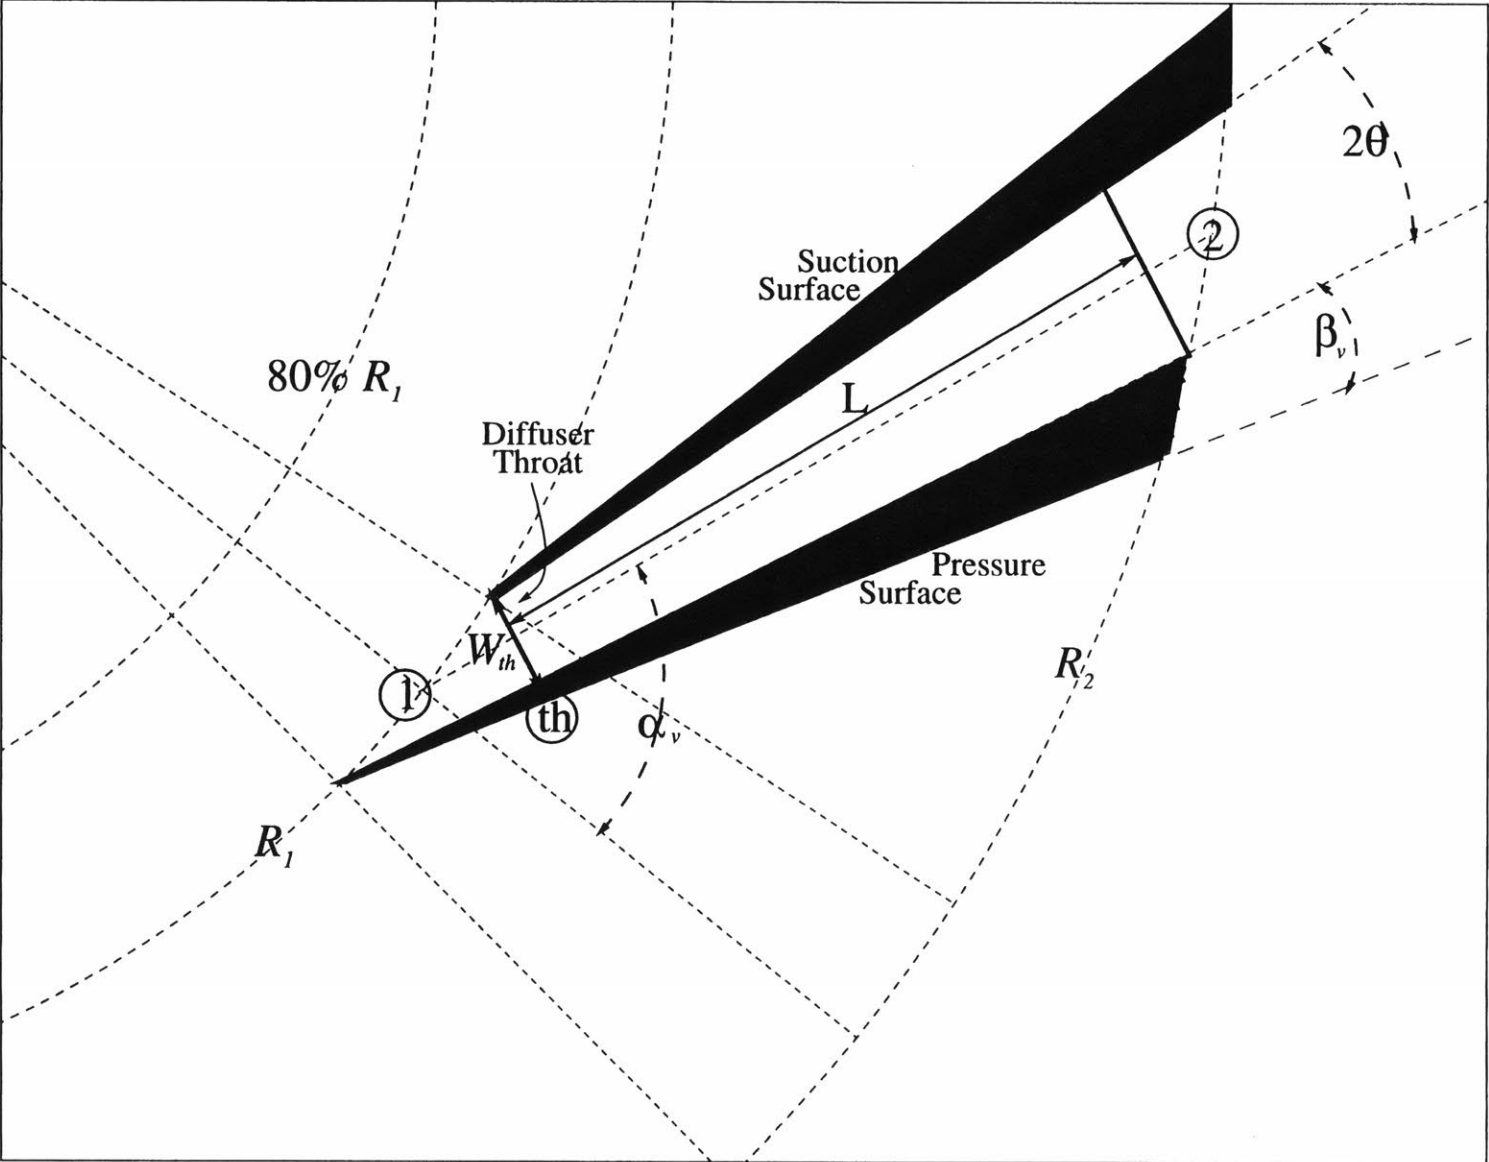 2θ
2
Suction
Surface
β_v
80% R_1
L
Diffuser
Throat
Pressure
Surface
W_th
R_2
1
th
α_v
R_1